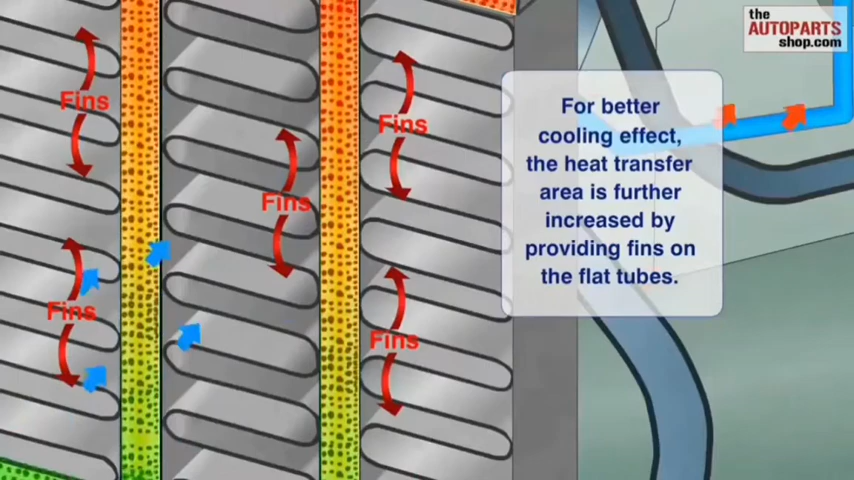 the
AUTOPARTS
shop.com
Fins
Fins
Fins
Fins
Fins
For better
cooling effect,
the heat transfer
area is further
increased by
providing fins on
the flat tubes.